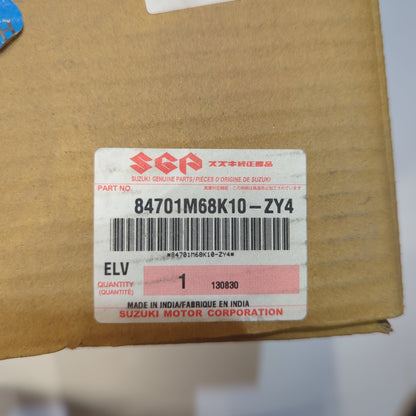 SGP スズキ純正部品
SUZUKI GENUINE PARTS/PIÈCES D'ORIGINE DE SUZUKI
PART NO.
84701M68K10-ZY4
*84701M68K10-ZY4*
ELV
QUANTITY
(QUANTITÉ)
1 130830
MADE IN INDIA/FABRIQUE EN INDIA
SUZUKI MOTOR CORPORATION